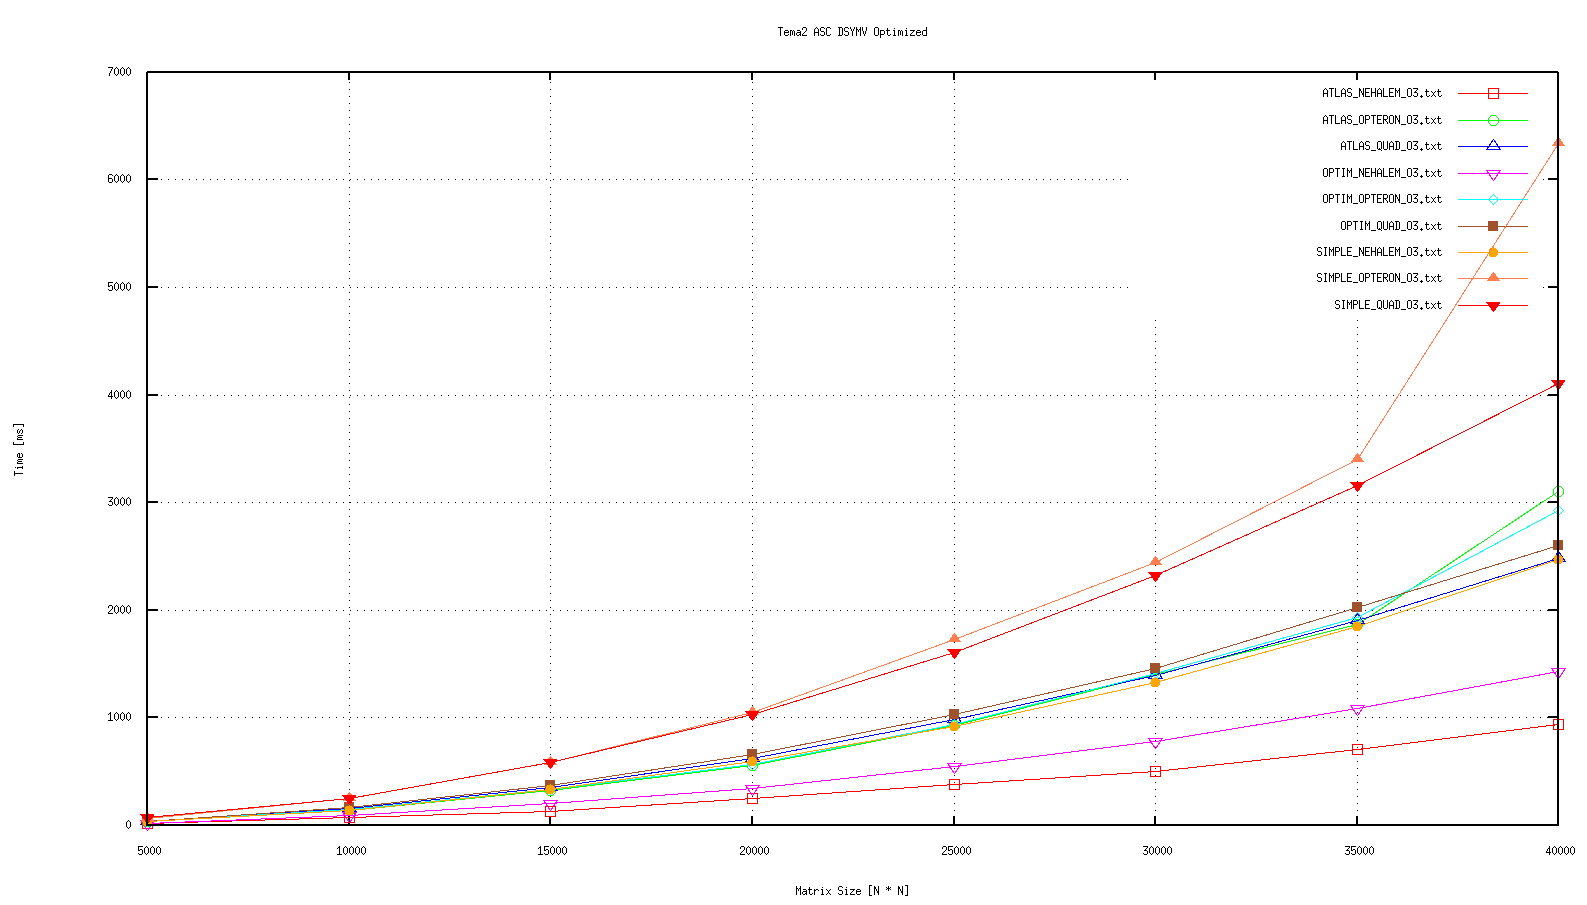 Tema2 ASC DSYMV Optimized
7000
6000
5000
4000
3000
2000
1000
0
Time [ms]
ATLAS_NEHALEM_O3.txt
ATLAS_OPTERON_O3.txt
ATLAS_QUAD_O3.txt
OPTIM_NEHALEM_O3.txt
OPTIM_OPTERON_O3.txt
OPTIM_QUAD_O3.txt
SIMPLE_NEHALEM_O3.txt
SIMPLE_OPTERON_O3.txt
SIMPLE_QUAD_O3.txt
5000 10000 15000 20000 25000 30000 35000 40000
Matrix Size [N * N]